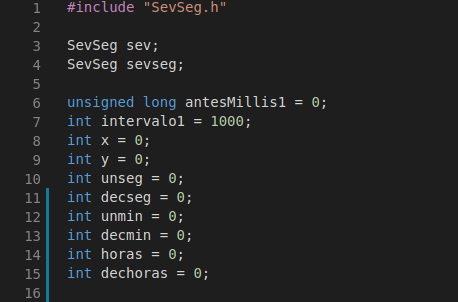 1 #include "SevSeg.h"
2
3 SevSeg sev;
4 SevSeg sevseg;
5
6 unsigned long antesMillis1 = 0;
7 int intervalo1 = 1000;
8 int x = 0;
9 int y = 0;
10 int unseg = 0;
11 int decseg = 0;
12 int unmin = 0;
13 int decmin = 0;
14 int horas = 0;
15 int dechoras = 0;
16